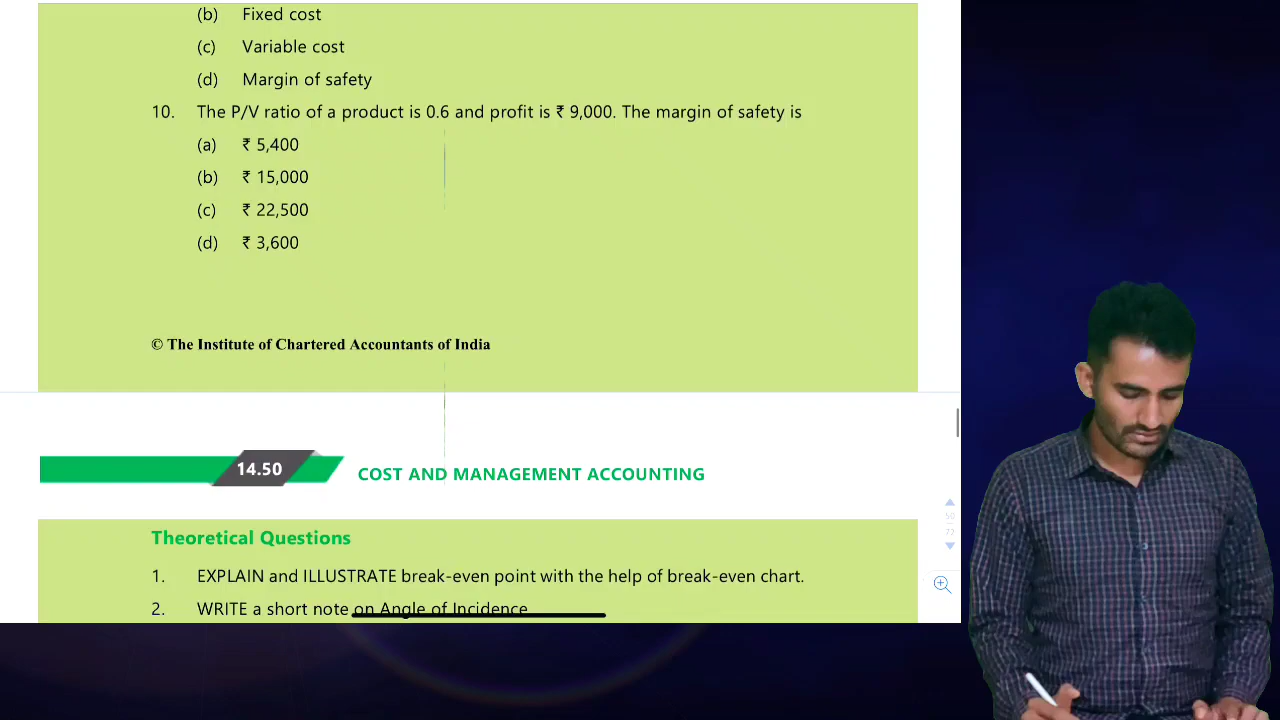 (b) Fixed cost
(c) Variable cost
(d) Margin of safety
10. The P/V ratio of a product is 0.6 and profit is ₹ 9,000. The margin of safety is
(a) ₹ 5,400
(b) ₹ 15,000
(c) ₹ 22,500
(d) ₹ 3,600
© The Institute of Chartered Accountants of India
14.50 COST AND MANAGEMENT ACCOUNTING
Theoretical Questions
1. EXPLAIN and ILLUSTRATE break-even point with the help of break-even chart.
2. WRITE a short note on Angle of Incidence